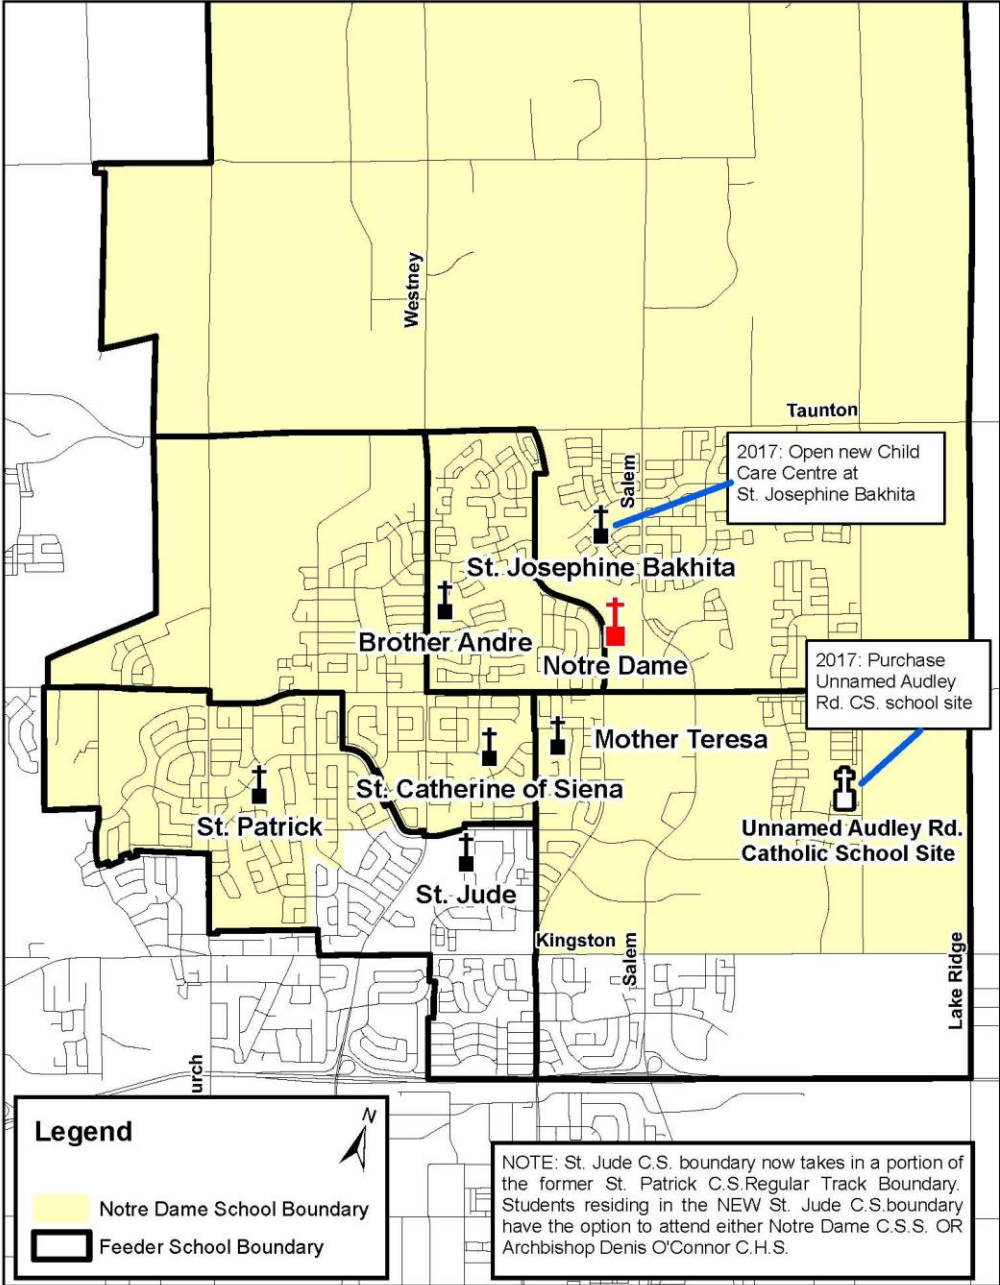 Westney
Taunton
2017: Open new Child
Care Centre at
St. Josephine Bakhita
Salem
St. Josephine Bakhita
Brother Andre
Notre Dame
2017: Purchase
Unnamed Audley
Rd. CS. school site
Mother Teresa
St. Catherine of Siena
St. Patrick
Unnamed Audley Rd.
Catholic School Site
St. Jude
Kingston
Salem
Lake Ridge
urch
Legend
N
Notre Dame School Boundary
Feeder School Boundary
NOTE: St. Jude C.S. boundary now takes in a portion of
the former St. Patrick C.S.Regular Track Boundary.
Students residing in the NEW St. Jude C.S.boundary
have the option to attend either Notre Dame C.S.S. OR
Archbishop Denis O'Connor C.H.S.